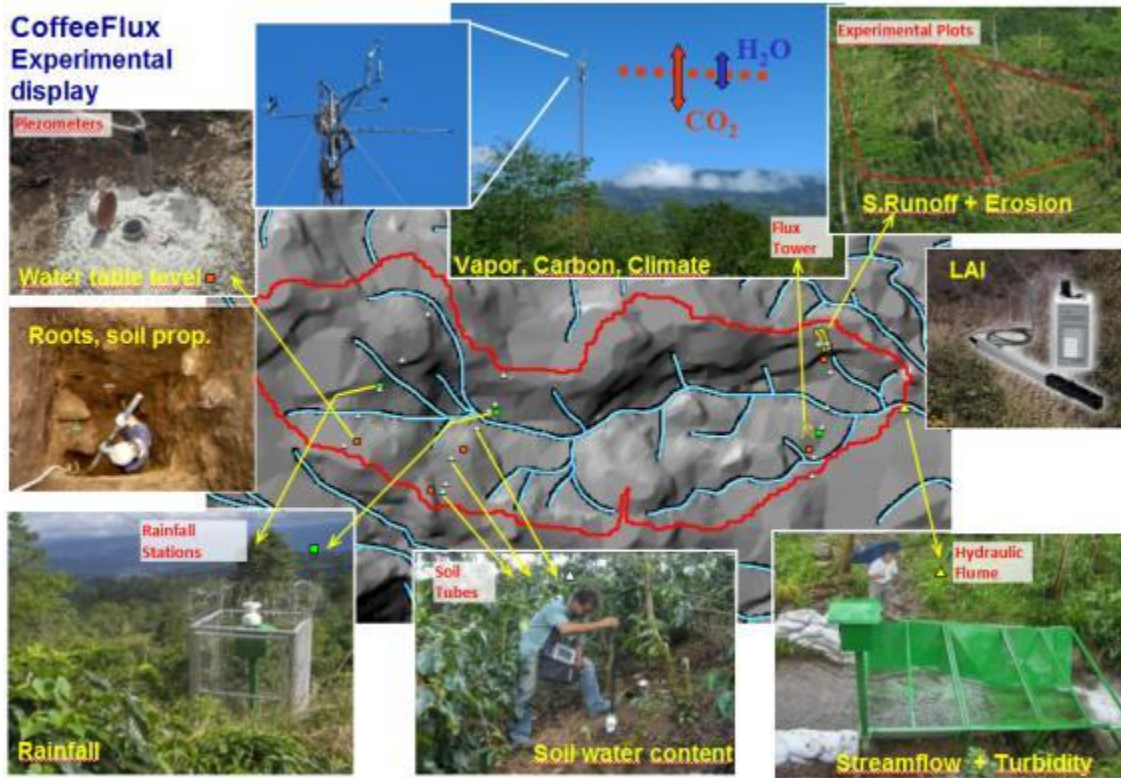 CoffeeFlux
Experimental
display
Piezometers
Water table level
H₂O
CO₂
Flux
Tower
Vapor, Carbon, Climate
Experimental Plots
S.Runoff + Erosion
LAI
Roots, soil prop.
Rainfall
Stations
Rainfall
Soil
Tubes
Soil water content
Hydraulic
Flume
Streamflow + Turbidity